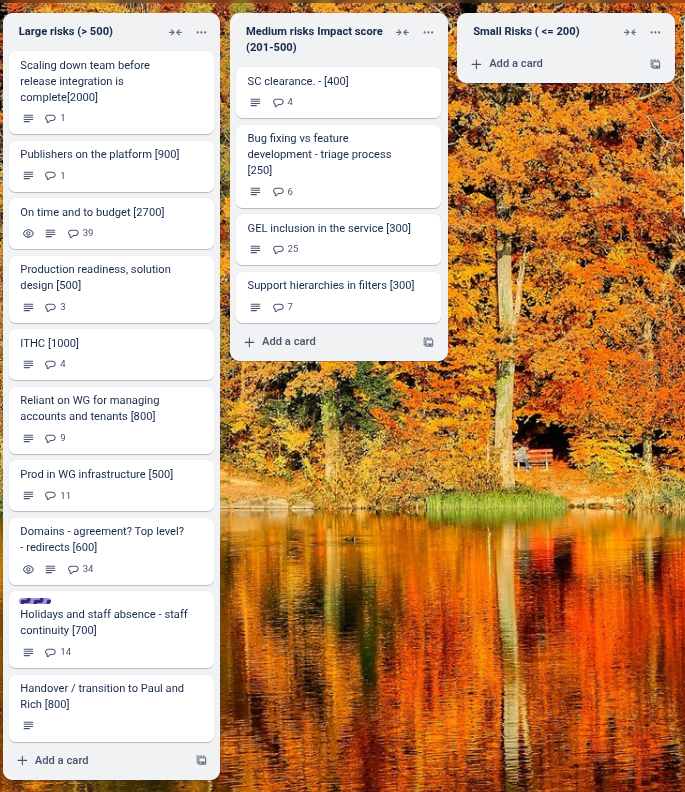 Large risks (> 500)
Scaling down team before
release integration is
complete[2000]
1
Publishers on the platform [900]
1
On time and to budget [2700]
39
Production readiness, solution
design [500]
3
ITHC [1000]
4
Reliant on WG for managing
accounts and tenants [800]
9
Prod in WG infrastructure [500]
11
Domains - agreement? Top level?
- redirects [600]
34
Holidays and staff absence - staff
continuity [700]
14
Handover / transition to Paul and
Rich [800]
Add a card
Medium risks Impact score
(201-500)
SC clearance. - [400]
4
Bug fixing vs feature
development - triage process
[250]
6
GEL inclusion in the service [300]
25
Support hierarchies in filters [300]
7
Add a card
Small Risks ( <= 200)
Add a card